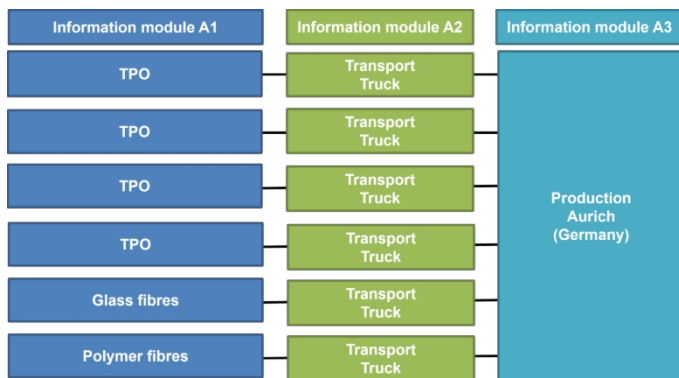 Information module A1
Information module A2
Information module A3
TPO
Transport
Truck
TPO
Transport
Truck
TPO
Transport
Truck
TPO
Transport
Truck
Glass fibres
Transport
Truck
Polymer fibres
Transport
Truck
Production
Aurich
(Germany)